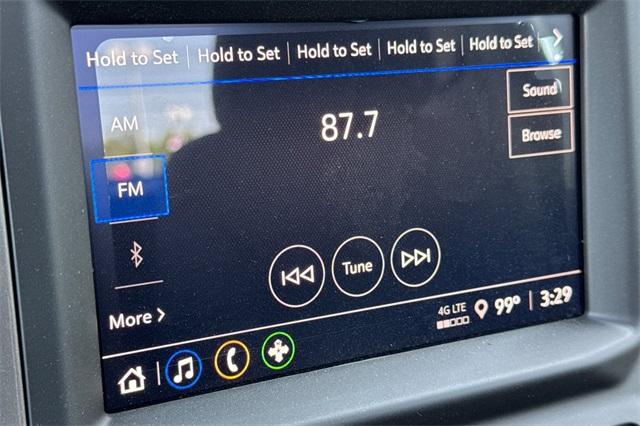 Hold to Set Hold to Set Hold to Set Hold to Set Hold to Set
AM
87.7
Sound
Browse
FM
Tune
More
4G LTE
99°
3:29